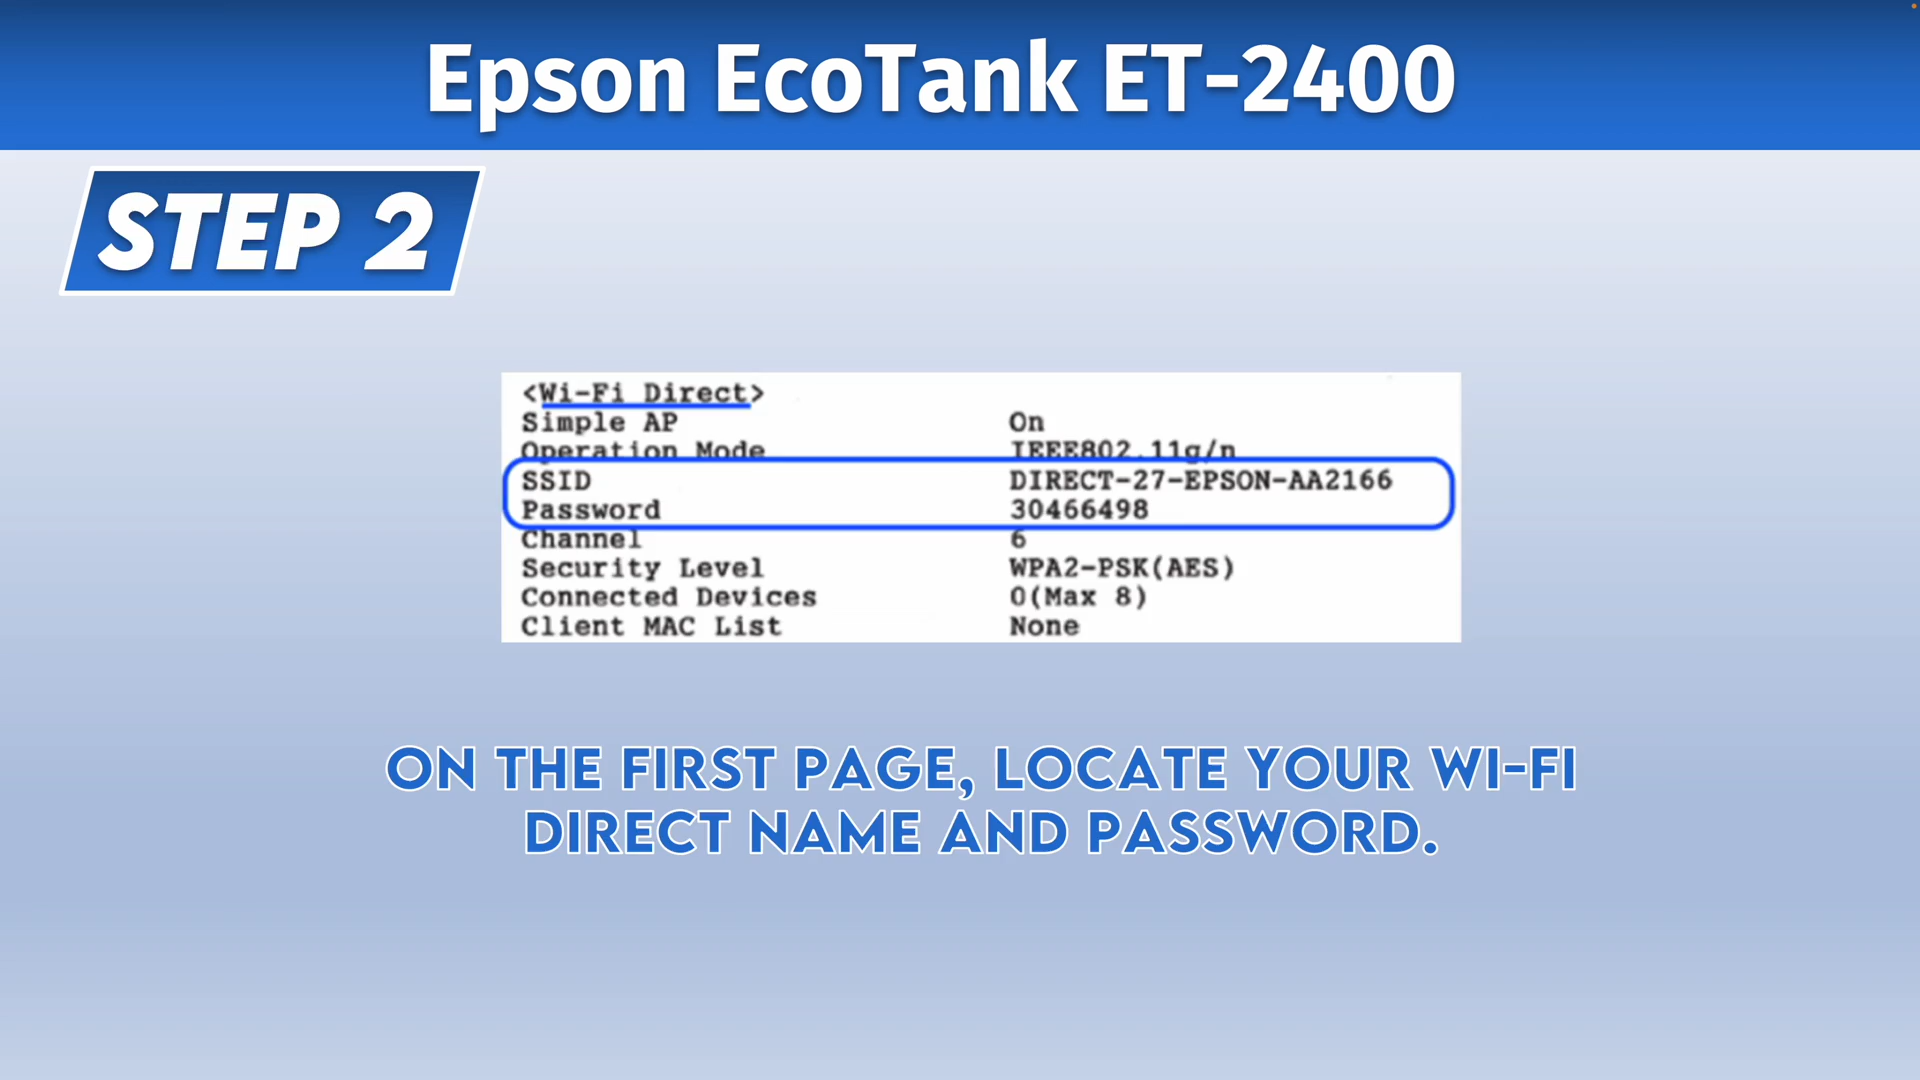 Epson EcoTank ET-2400
STEP 2
<Wi-Fi Direct>
Simple AP On
Operation Mode IEEE802.11g/n
SSID DIRECT-27-EPSON-AA2166
Password 30466498
Channel 6
Security Level WPA2-PSK(AES)
Connected Devices 0(Max 8)
Client MAC List None
ON THE FIRST PAGE, LOCATE YOUR WI-FI
DIRECT NAME AND PASSWORD.